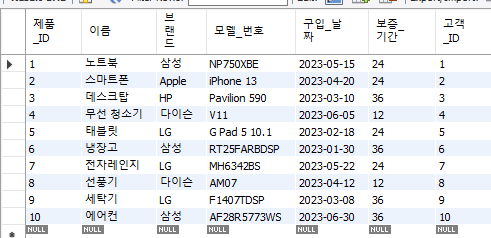 제품_ID 이름 브랜드 모델_번호 구입_날짜 보증_기간 고객_ID
1 노트북 삼성 NP750XBE 2023-05-15 24 1
2 스마트폰 Apple iPhone 13 2023-04-20 24 2
3 데스크탑 HP Pavilion 590 2023-03-10 36 3
4 무선 청소기 다이슨 V11 2023-06-05 12 4
5 태블릿 LG G Pad 5 10.1 2023-02-18 24 5
6 냉장고 삼성 RT25FARBDSP 2023-01-30 36 6
7 전자레인지 LG MH6342BS 2023-05-22 24 7
8 선풍기 다이슨 AM07 2023-04-12 12 8
9 세탁기 LG F1407TDSP 2023-03-08 36 9
10 에어컨 삼성 AF28R5773WS 2023-06-30 36 10
NULL NULL NULL NULL NULL NULL NULL